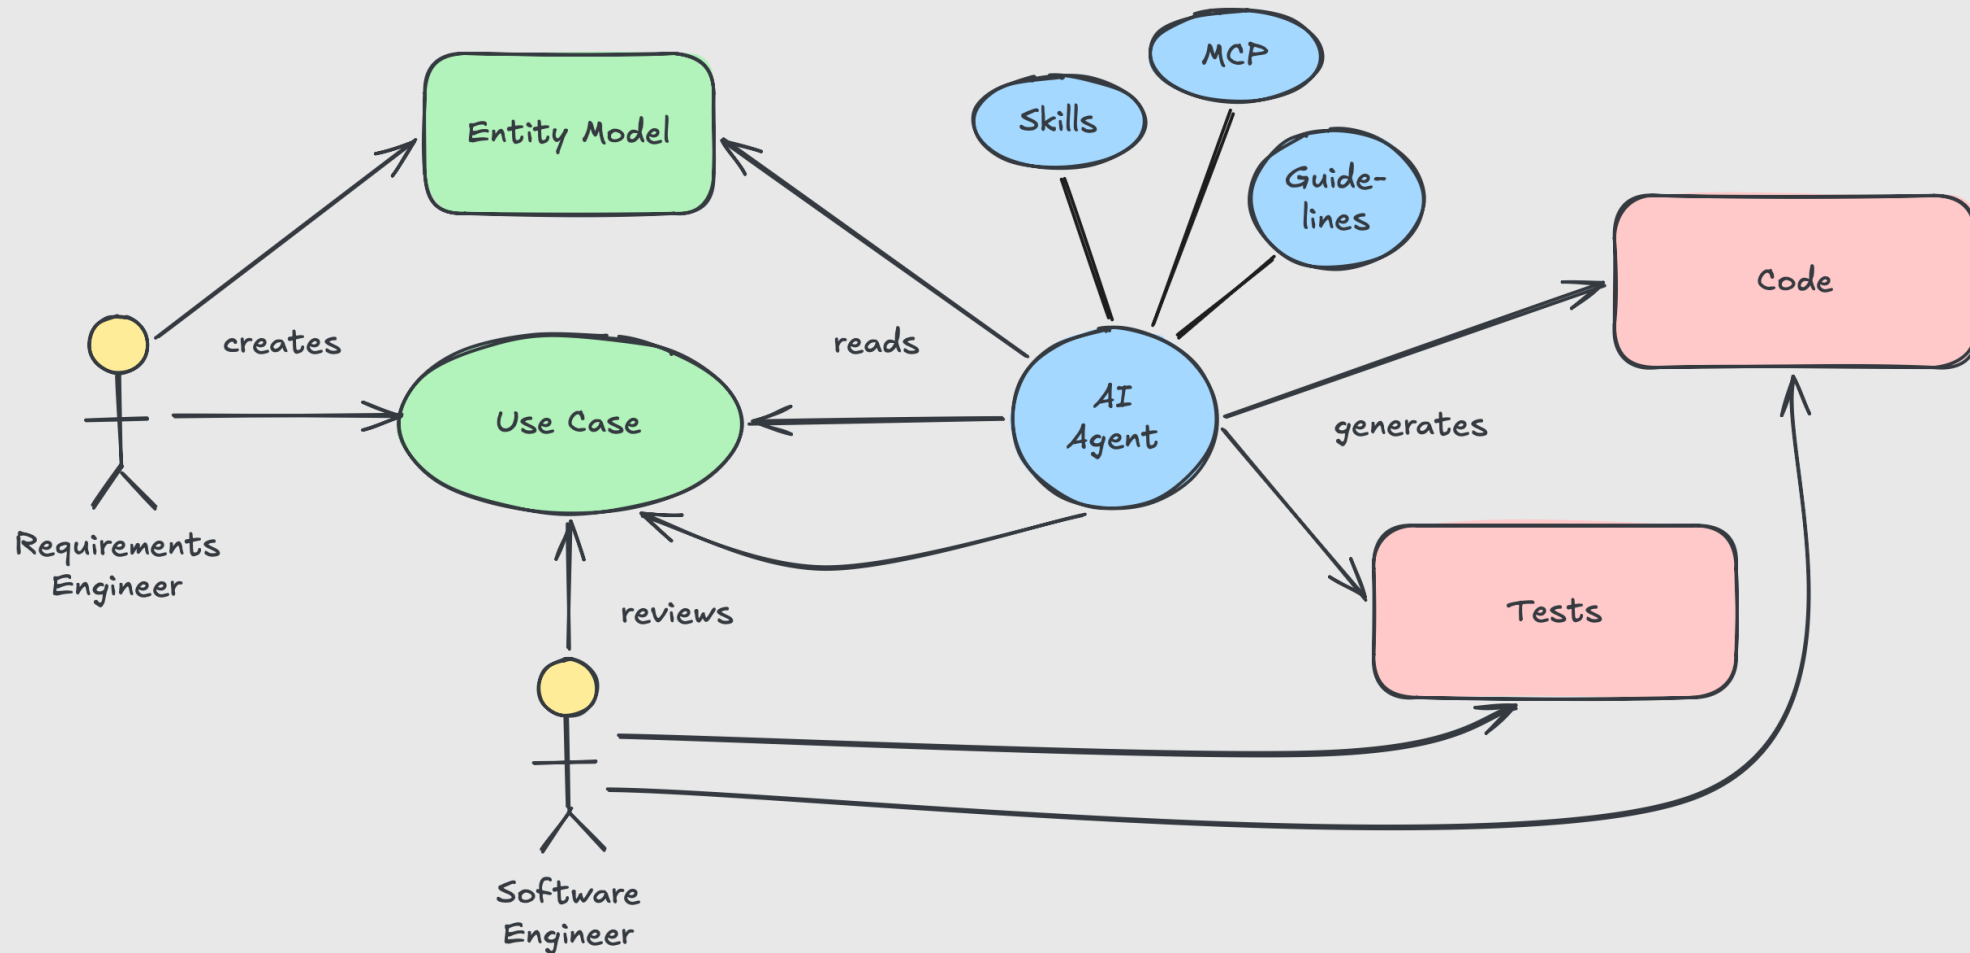 MCP
Skills
Entity Model
Guide-
lines
Code
creates
reads
Use Case
AI
Agent
generates
Requirements
Engineer
reviews
Tests
Software
Engineer